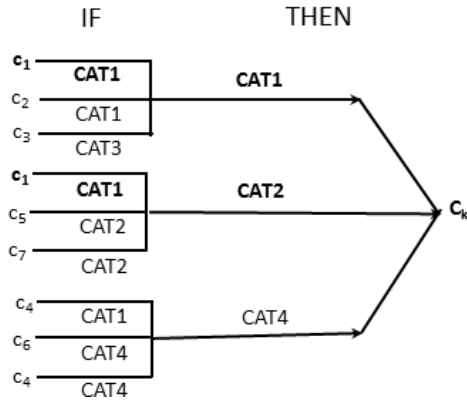 IF THEN
c1
CAT1
c2 CAT1
CAT1
c3
CAT3
c1
CAT1 CAT2
c5
CAT2
Ck
c7
CAT2
c4
CAT1 CAT4
c6
CAT4
c4
CAT4